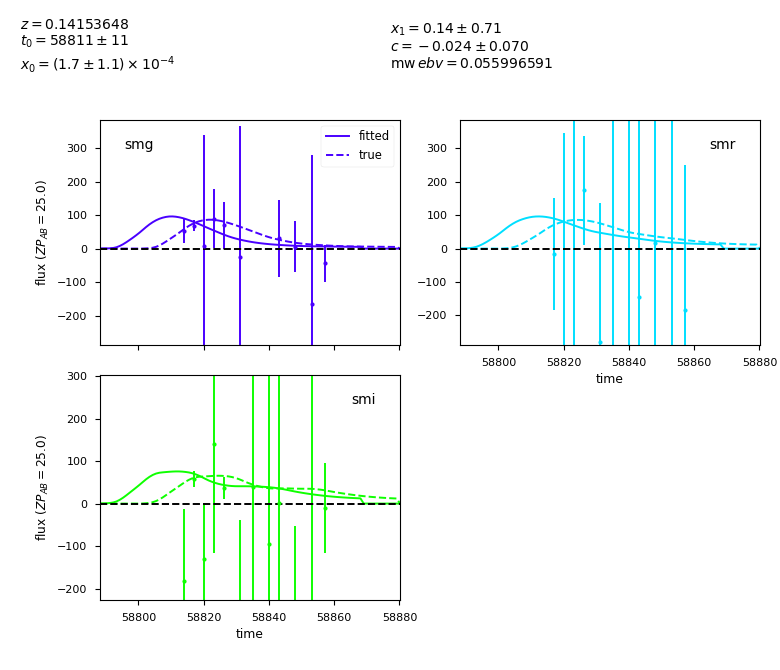 z = 0.14153648
t₀ = 58811 ± 11
x₀ = (1.7 ± 1.1) × 10⁻⁴
x₁ = 0.14 ± 0.71
c = −0.024 ± 0.070
mw ebv = 0.055996591
smg
fitted
true
flux (ZP_AB = 25.0)
300
200
100
0
−100
−200
smr
300
200
100
0
−100
−200
58800
58820
58840
58860
58880
time
smi
flux (ZP_AB = 25.0)
300
200
100
0
−100
−200
58800
58820
58840
58860
58880
time